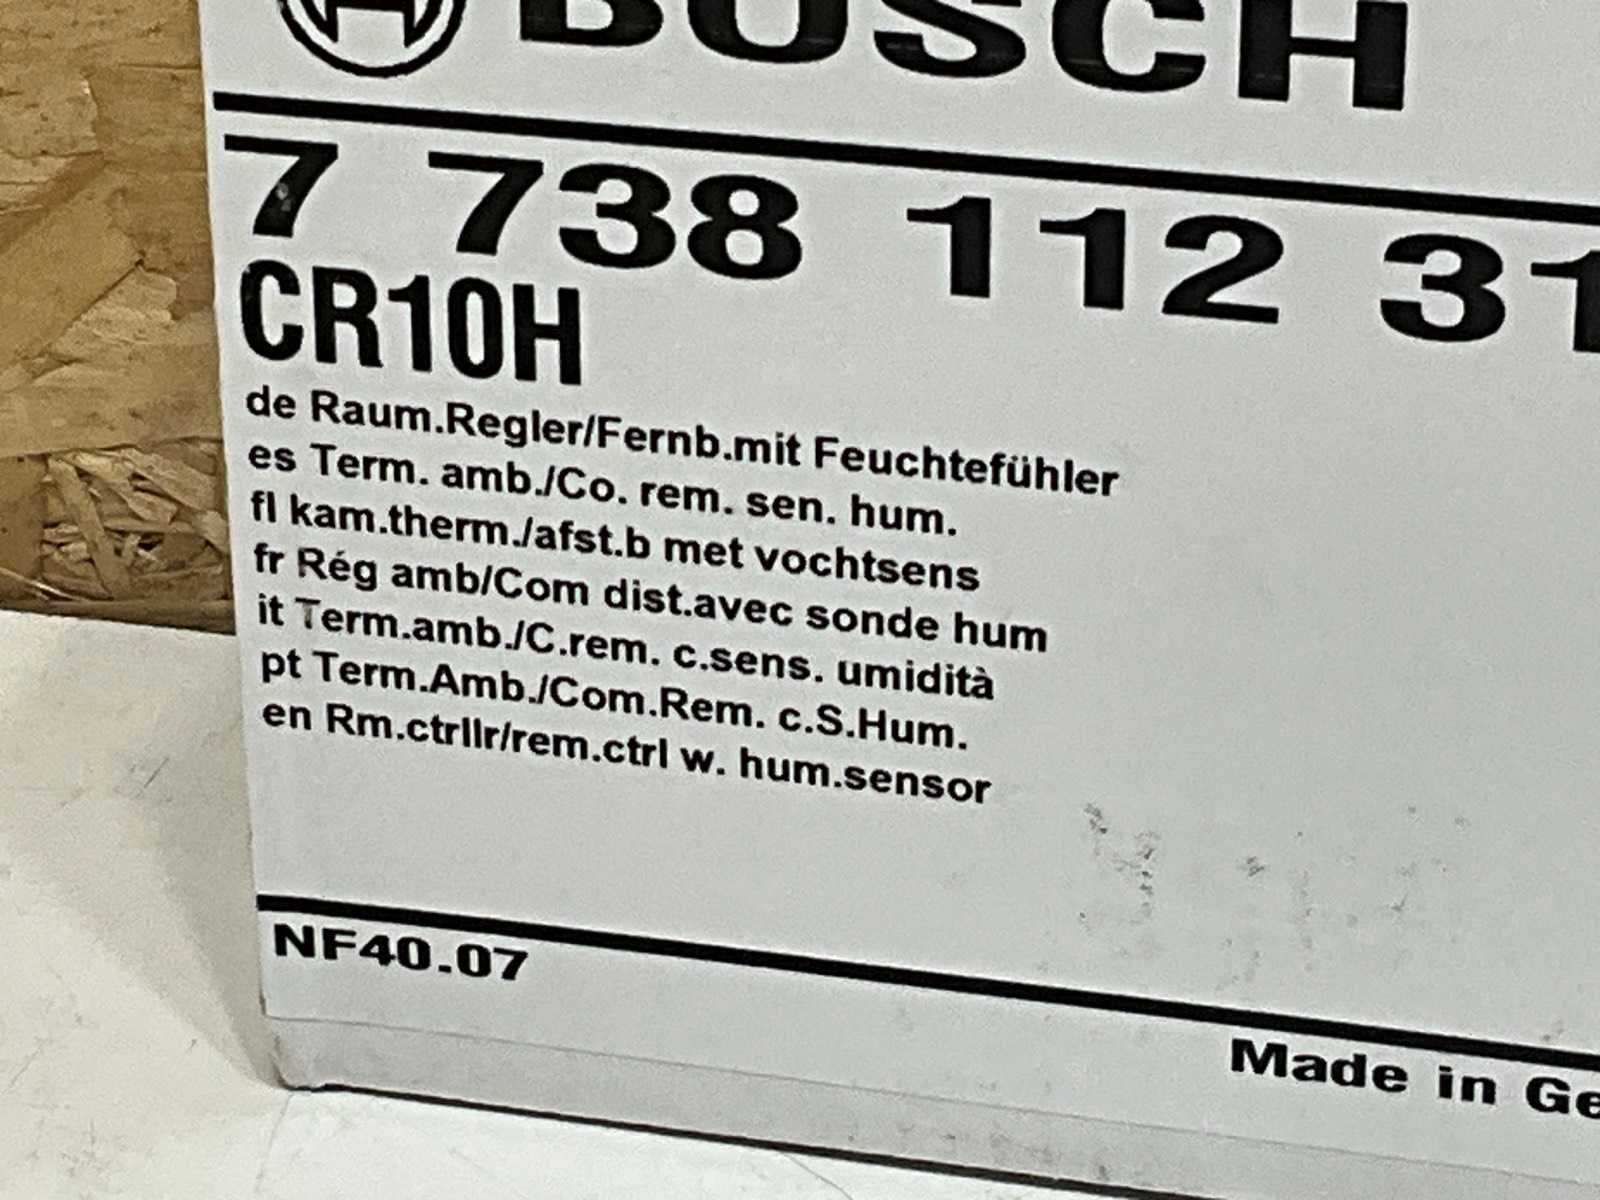 BOSCH
7 738 112 31
CR10H
de Raum.Regler/Fernb.mit Feuchtefühler
es Term. amb./Co. rem. sen. hum.
fl kam.therm./afst.b met vochtsens
fr Rég amb/Com dist.avec sonde hum
it Term.amb./C.rem. c.sens. umidità
pt Term.Amb./Com.Rem. c.S.Hum.
en Rm.ctrllr/rem.ctrl w. hum.sensor
NF40.07
Made in Ge